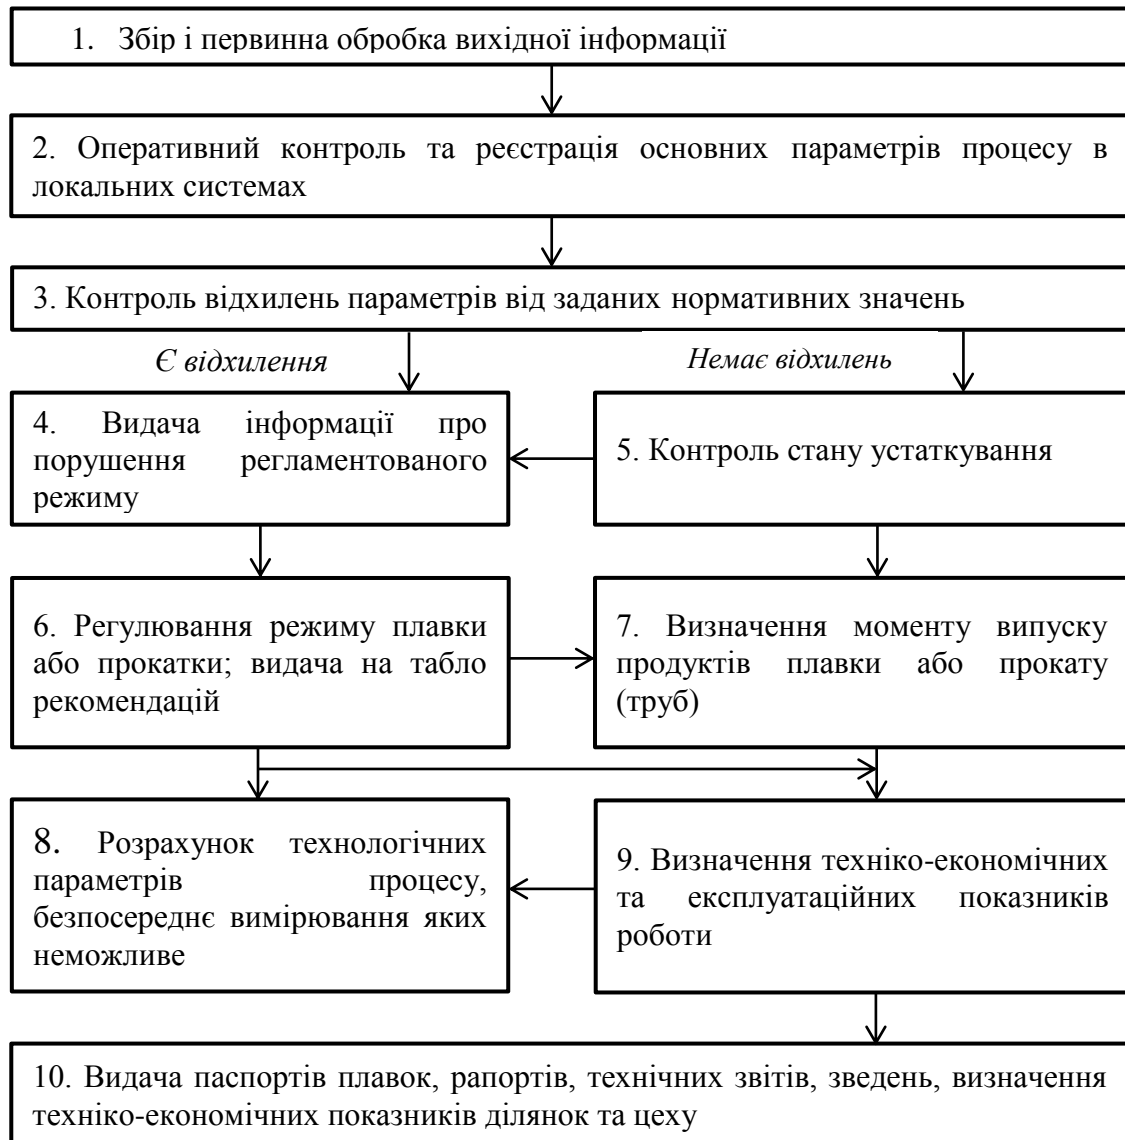 1. Збір і первинна обробка вихідної інформації
2. Оперативний контроль та реєстрація основних параметрів процесу в
локальних системах
3. Контроль відхилень параметрів від заданих нормативних значень
Є відхилення
Немає відхилень
4. Видача інформації про
порушення регламентованого
режиму
5. Контроль стану устаткування
6. Регулювання режиму плавки
або прокатки; видача на табло
рекомендацій
7. Визначення моменту випуску
продуктів плавки або прокату
(труб)
8. Розрахунок технологічних
параметрів процесу,
безпосереднє вимірювання яких
неможливе
9. Визначення техніко-економічних
та експлуатаційних показників
роботи
10. Видача паспортів плавок, рапортів, технічних звітів, зведень, визначення
техніко-економічних показників ділянок та цеху